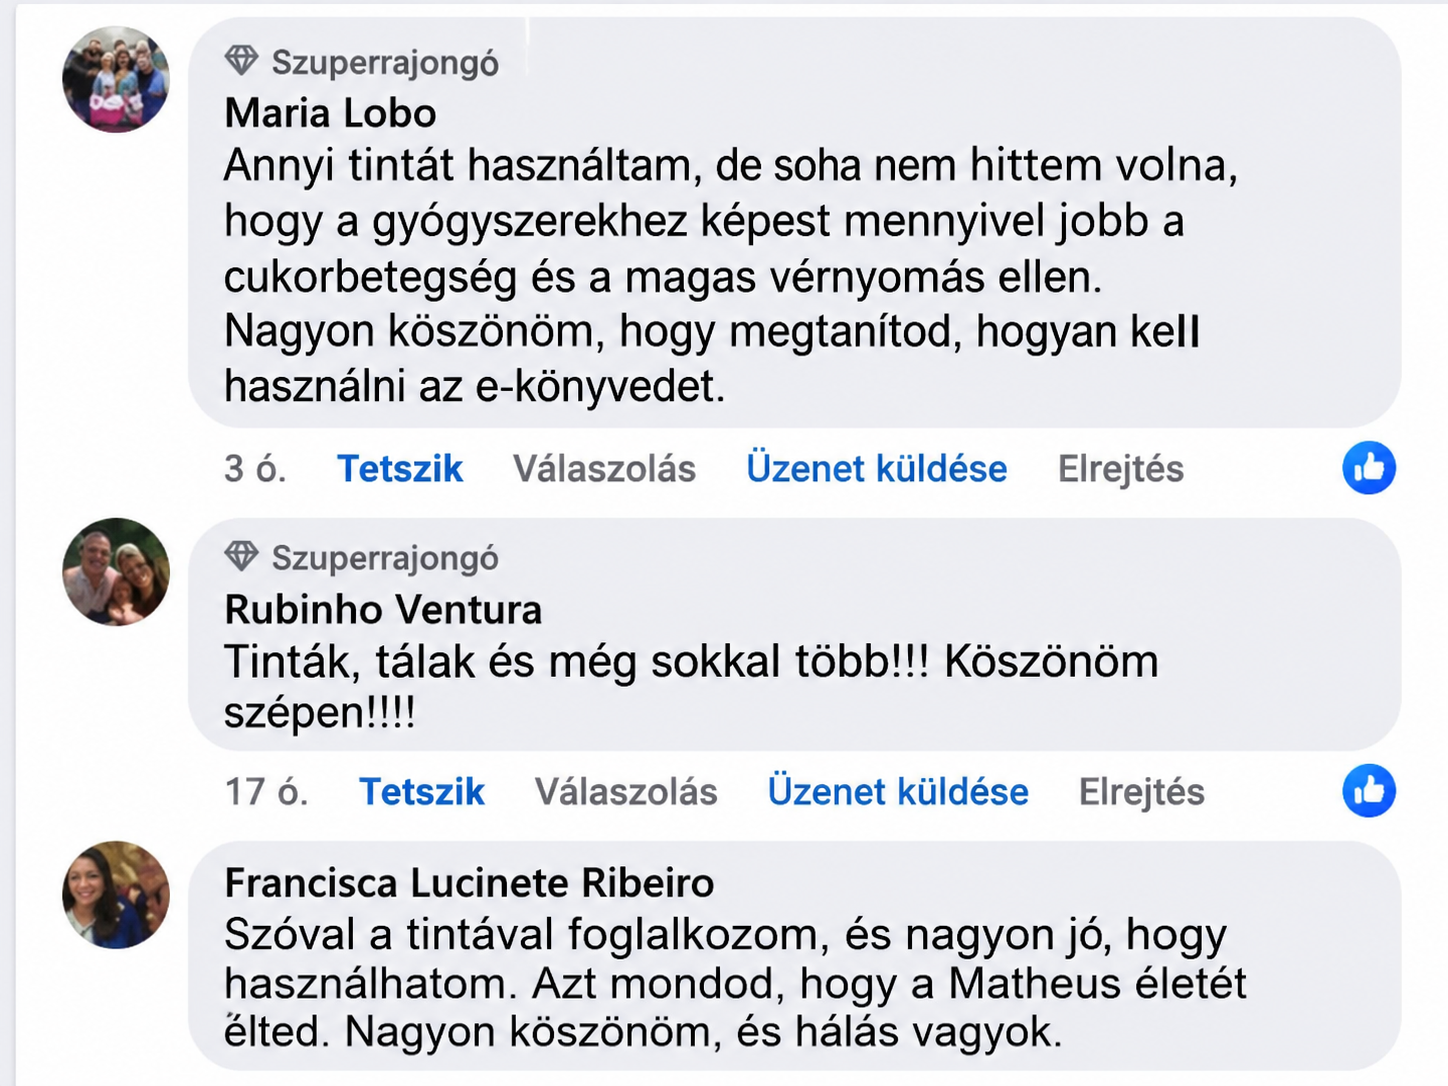 Szuperrajongó
Maria Lobo
Annyi tintát használtam, de soha nem hittem volna,
hogy a gyógyszerekhez képest mennyivel jobb a
cukorbetegség és a magas vérnyomás ellen.
Nagyon köszönöm, hogy megtanítod, hogyan kell
használni az e-könyvedet.
3 ó. Tetszik Válaszolás Üzenet küldése Elrejtés
Szuperrajongó
Rubinho Ventura
Tinták, tálak és még sokkal több!!! Köszönöm
szépen!!!!
17 ó. Tetszik Válaszolás Üzenet küldése Elrejtés
Francisca Lucinete Ribeiro
Szóval a tintával foglalkozom, és nagyon jó, hogy
használhatom. Azt mondod, hogy a Matheus életét
élted. Nagyon köszönöm, és hálás vagyok.